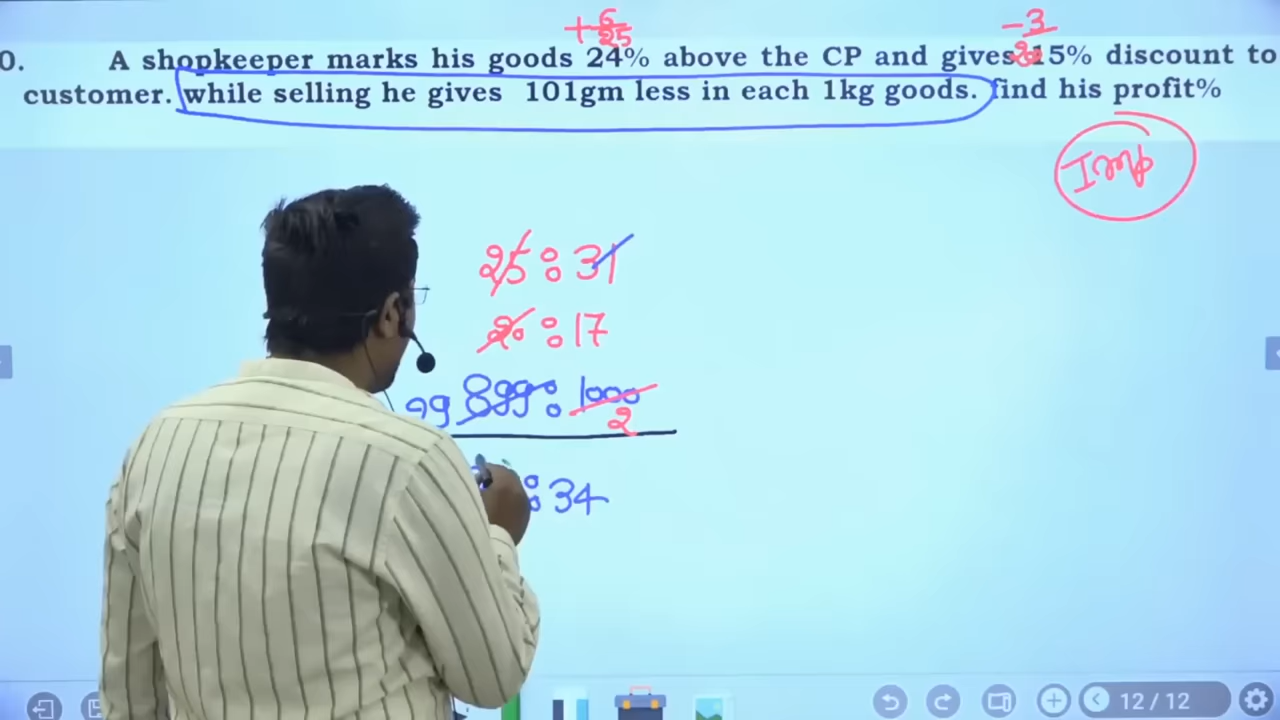 +6/25
-3/20
0. A shopkeeper marks his goods 24% above the CP and gives 15% discount to
customer. while selling he gives 101gm less in each 1kg goods. find his profit%
Imp
25 : 31
20 : 17
899 : 1000
2
: 34
12 / 12